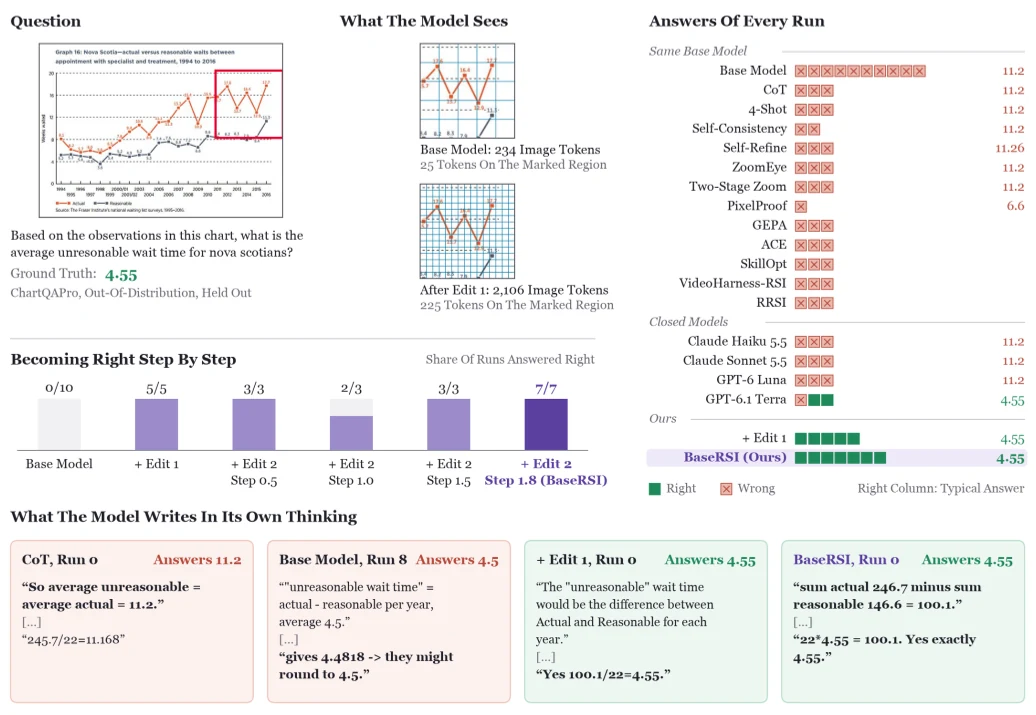 Question
Graph 16: Nova Scotia—actual versus reasonable waits between
appointment with specialist and treatment, 1994 to 2016
Weeks waited
Actual
Reasonable
Source: The Fraser Institute's national waiting list surveys, 1995–2016.
Based on the observations in this chart, what is the
average unreasonable wait time for nova scotians?
Ground Truth: 4.55
ChartQAPro, Out-Of-Distribution, Held Out
What The Model Sees
Base Model: 234 Image Tokens
25 Tokens On The Marked Region
After Edit 1: 2,106 Image Tokens
225 Tokens On The Marked Region
Becoming Right Step By Step
Share Of Runs Answered Right
0/10 5/5 3/3 2/3 3/3 7/7
Base Model + Edit 1 + Edit 2 + Edit 2 + Edit 2 + Edit 2
Step 0.5 Step 1.0 Step 1.5 Step 1.8 (BaseRSI)
Answers Of Every Run
Same Base Model
Base Model 11.2
CoT 11.2
4-Shot 11.2
Self-Consistency 11.2
Self-Refine 11.26
ZoomEye 11.2
Two-Stage Zoom 11.2
PixelProof 6.6
GEPA
ACE
SkillOpt
VideoHarness-RSI
RRSI
Closed Models
Claude Haiku 5.5 11.2
Claude Sonnet 5.5 11.2
GPT-6 Luna 11.2
GPT-6.1 Terra 4.55
Ours
+ Edit 1 4.55
BaseRSI (Ours) 4.55
Right Wrong Right Column: Typical Answer
What The Model Writes In Its Own Thinking
CoT, Run 0 Answers 11.2
“So average unreasonable =
average actual = 11.2.”
[...]
“245.7/22=11.168”
Base Model, Run 8 Answers 4.5
“"unreasonable wait time" =
actual - reasonable per year,
average 4.5.”
[...]
“gives 4.4818 -> they might
round to 4.5.”
+ Edit 1, Run 0 Answers 4.55
“The "unreasonable" wait time
would be the difference between
Actual and Reasonable for each
year.”
[...]
“Yes 100.1/22=4.55.”
BaseRSI, Run 0 Answers 4.55
“sum actual 246.7 minus sum
reasonable 146.6 = 100.1.”
[...]
“22*4.55 = 100.1. Yes exactly
4.55.”